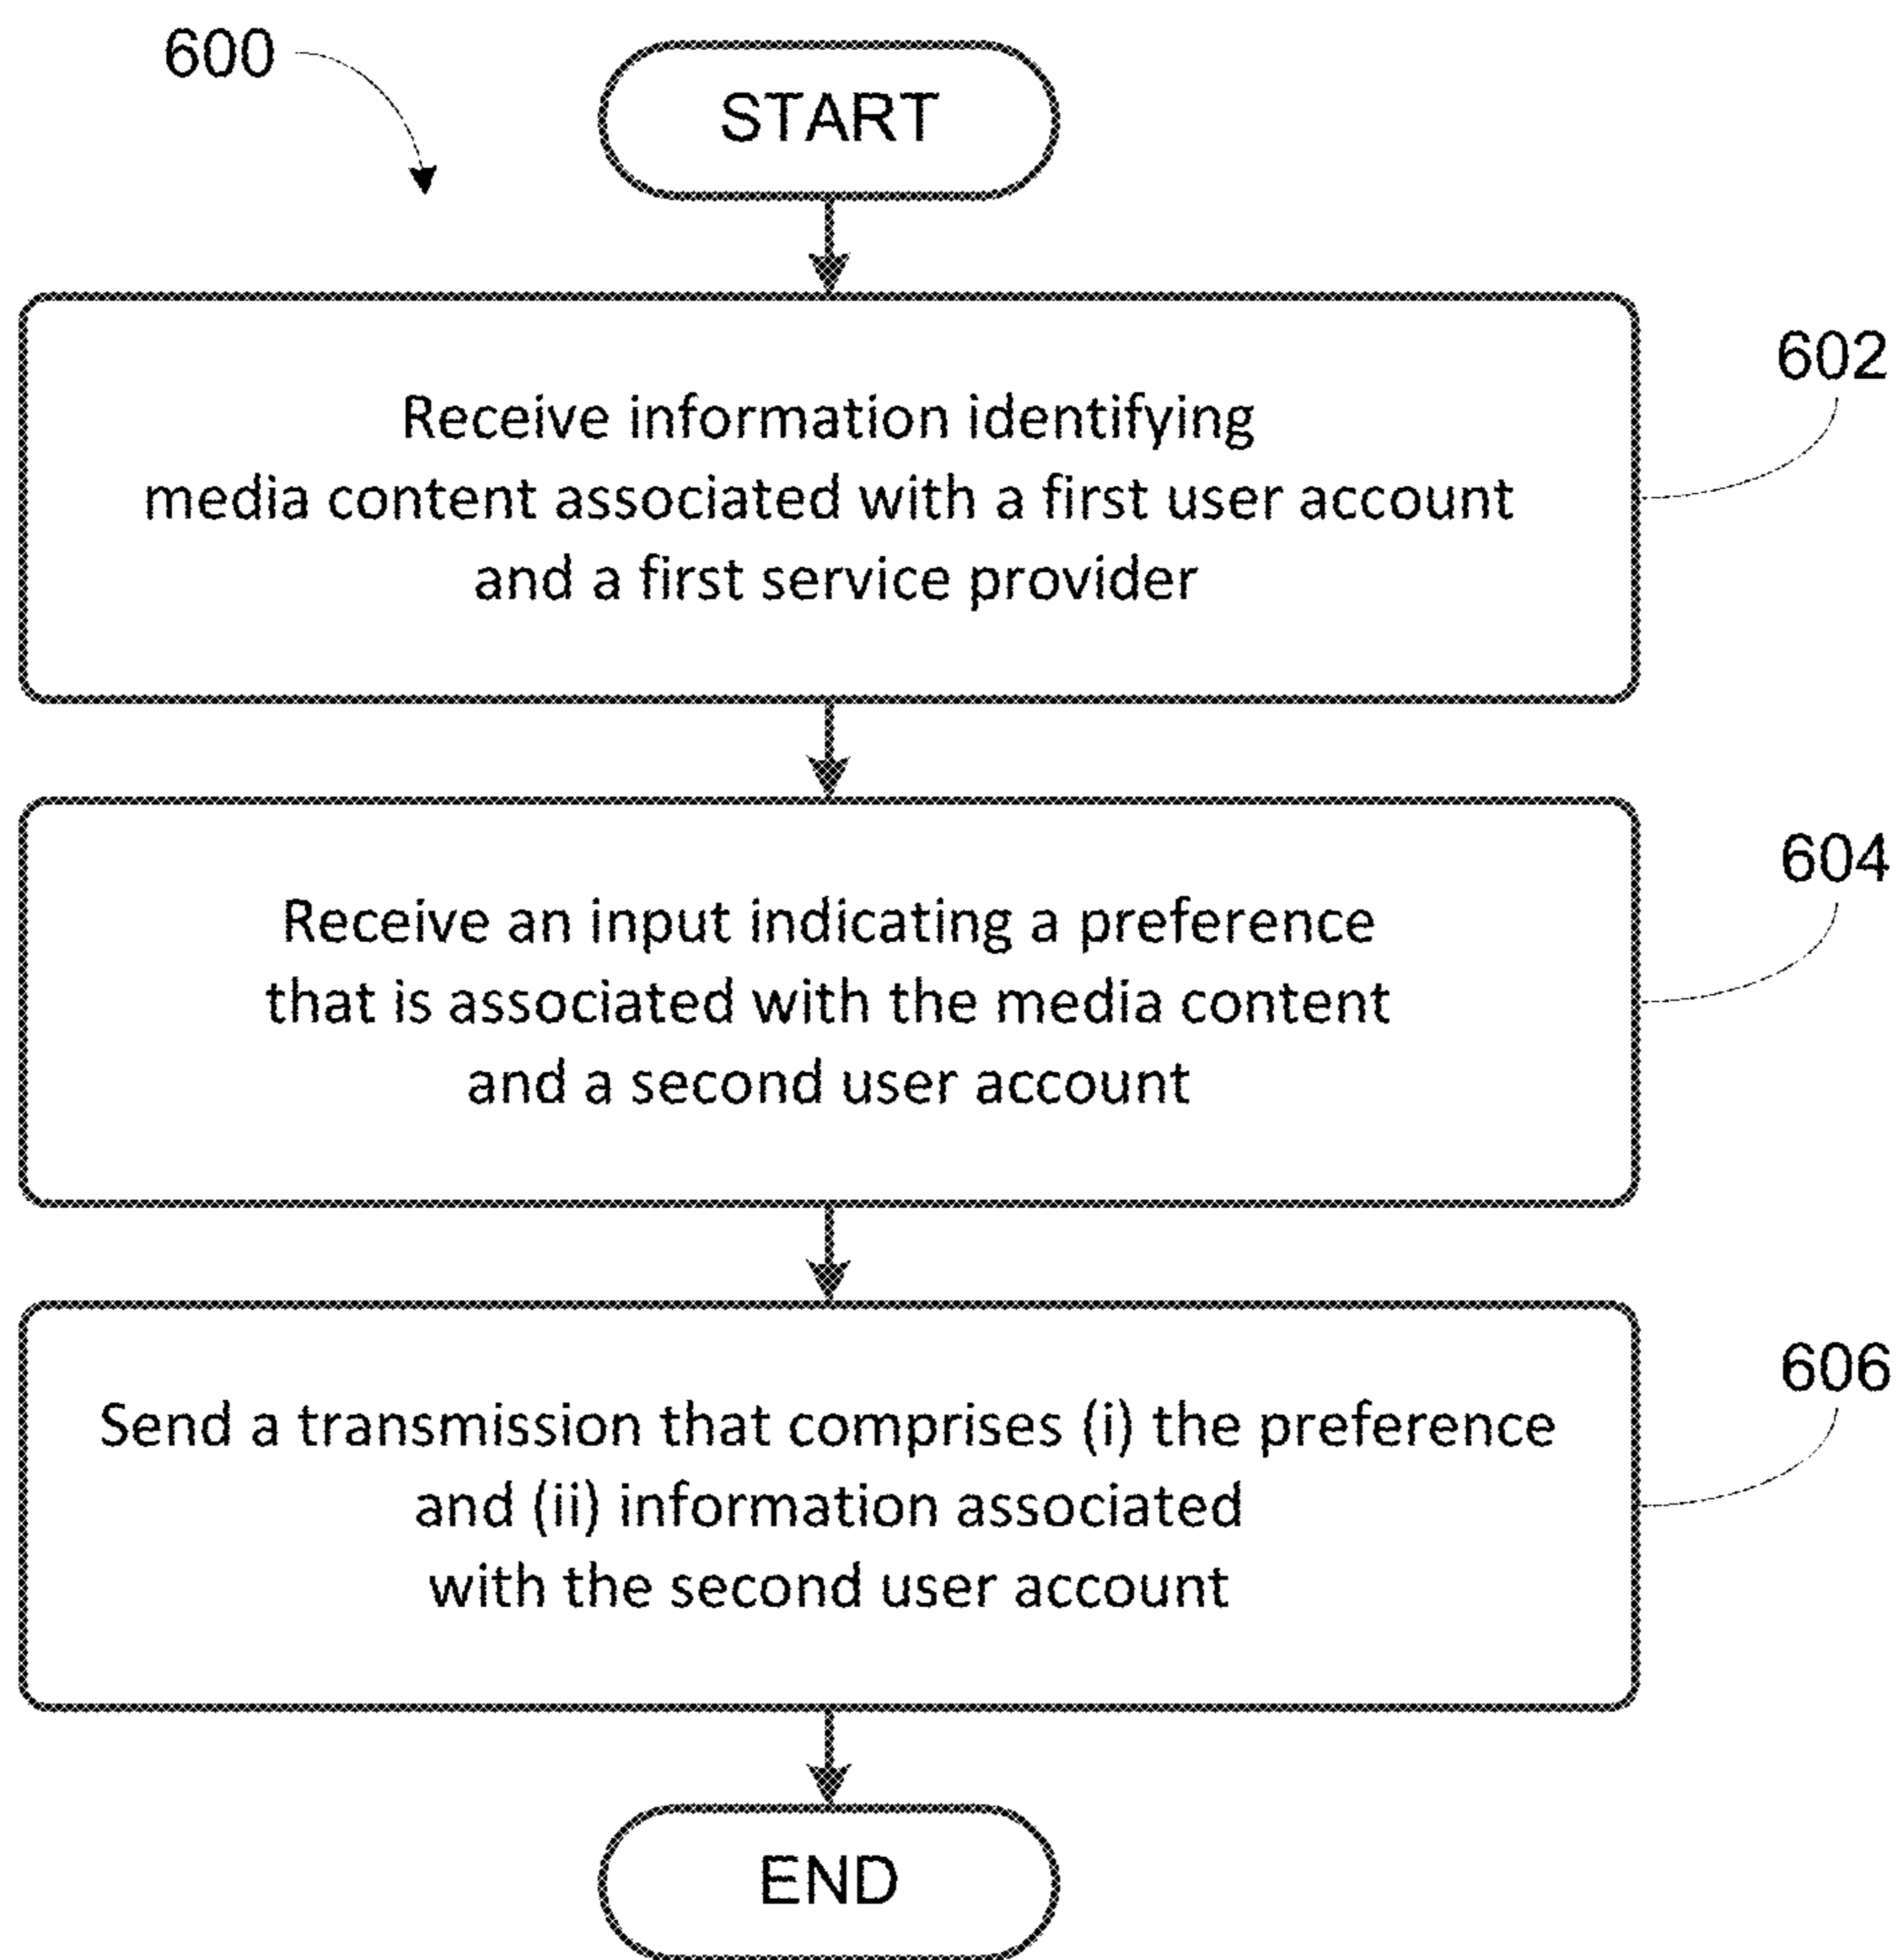 600
START
602
Receive information identifying
media content associated with a first user account
and a first service provider
604
Receive an input indicating a preference
that is associated with the media content
and a second user account
606
Send a transmission that comprises (i) the preference
and (ii) information associated
with the second user account
END